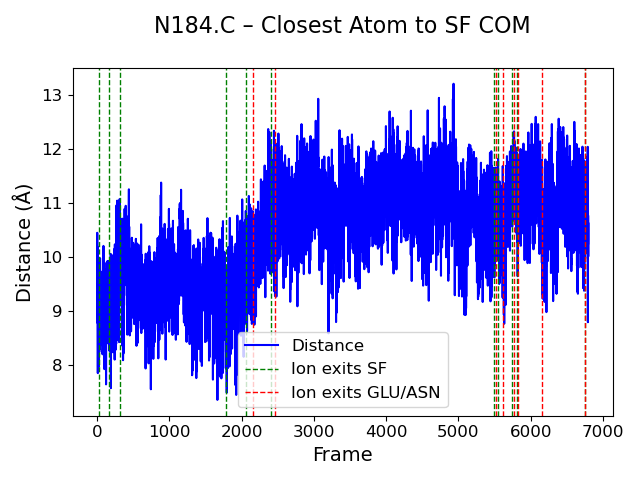 N184.C – Closest Atom to SF COM
13
12
11
10
9
8
Distance (Å)
Distance
Ion exits SF
Ion exits GLU/ASN
0 1000 2000 3000 4000 5000 6000 7000
Frame